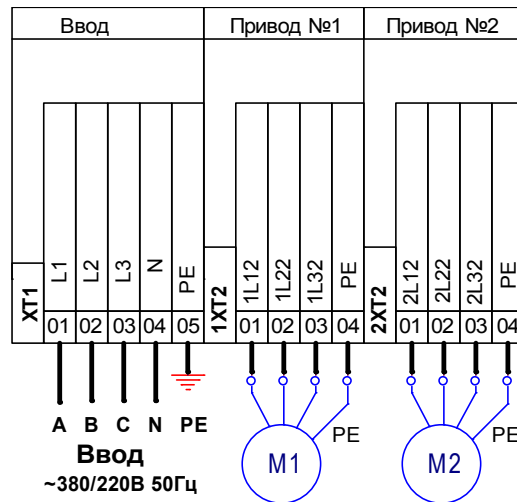 Ввод Привод №1 Привод №2
XT1 L1 L2 L3 N PE 1XT2 1L12 1L22 1L32 PE 2XT2 2L12 2L22 2L32 PE
01 02 03 04 05 01 02 03 04 01 02 03 04
A B C N PE PE PE
Ввод
~380/220В 50Гц
M1 M2